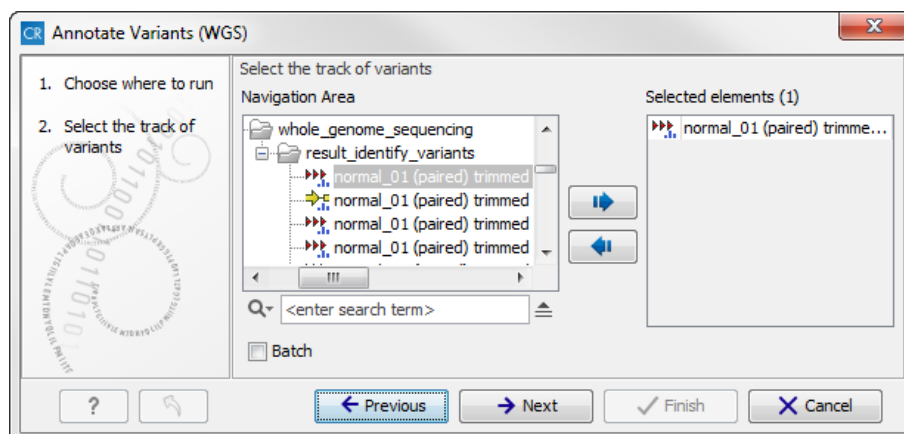 CR Annotate Variants (WGS)
1. Choose where to run
2. Select the track of
variants
Select the track of variants
Navigation Area
whole_genome_sequencing
result_identify_variants
normal_01 (paired) trimmed
normal_01 (paired) trimmed
normal_01 (paired) trimmed
normal_01 (paired) trimmed
<enter search term>
Batch
Selected elements (1)
normal_01 (paired) trimme...
?
Previous
Next
Finish
Cancel